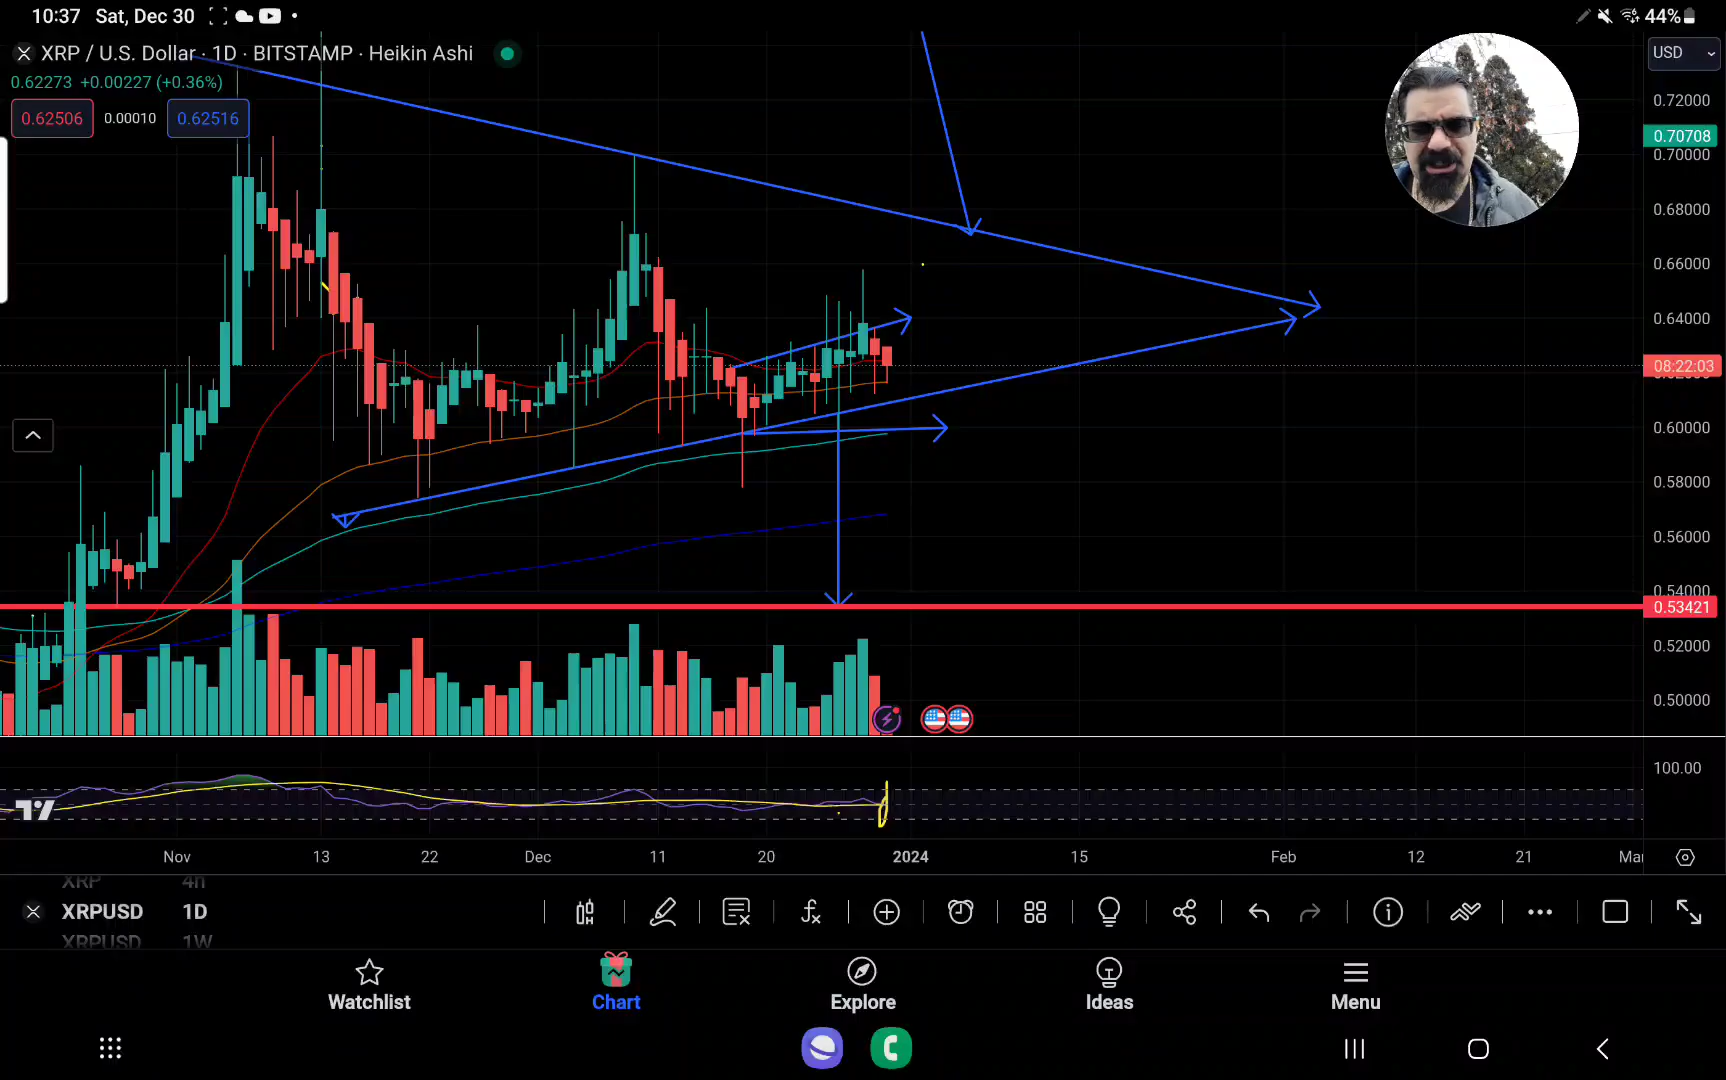 10:37 Sat, Dec 30 44%
XRP / U.S. Dollar · 1D · BITSTAMP · Heikin Ashi
USD
0.62273 +0.00227 (+0.36%)
0.62506 0.00010 0.62516
0.72000
0.70708
0.70000
0.68000
0.66000
0.64000
08:22:03
0.60000
0.58000
0.56000
0.54000
0.53421
0.52000
0.50000
100.00
Nov 13 22 Dec 11 20 2024 15 Feb 12 21 Mar
XRP 4h
XRPUSD 1D
XRPUSD 1W
Watchlist Chart Explore Ideas Menu